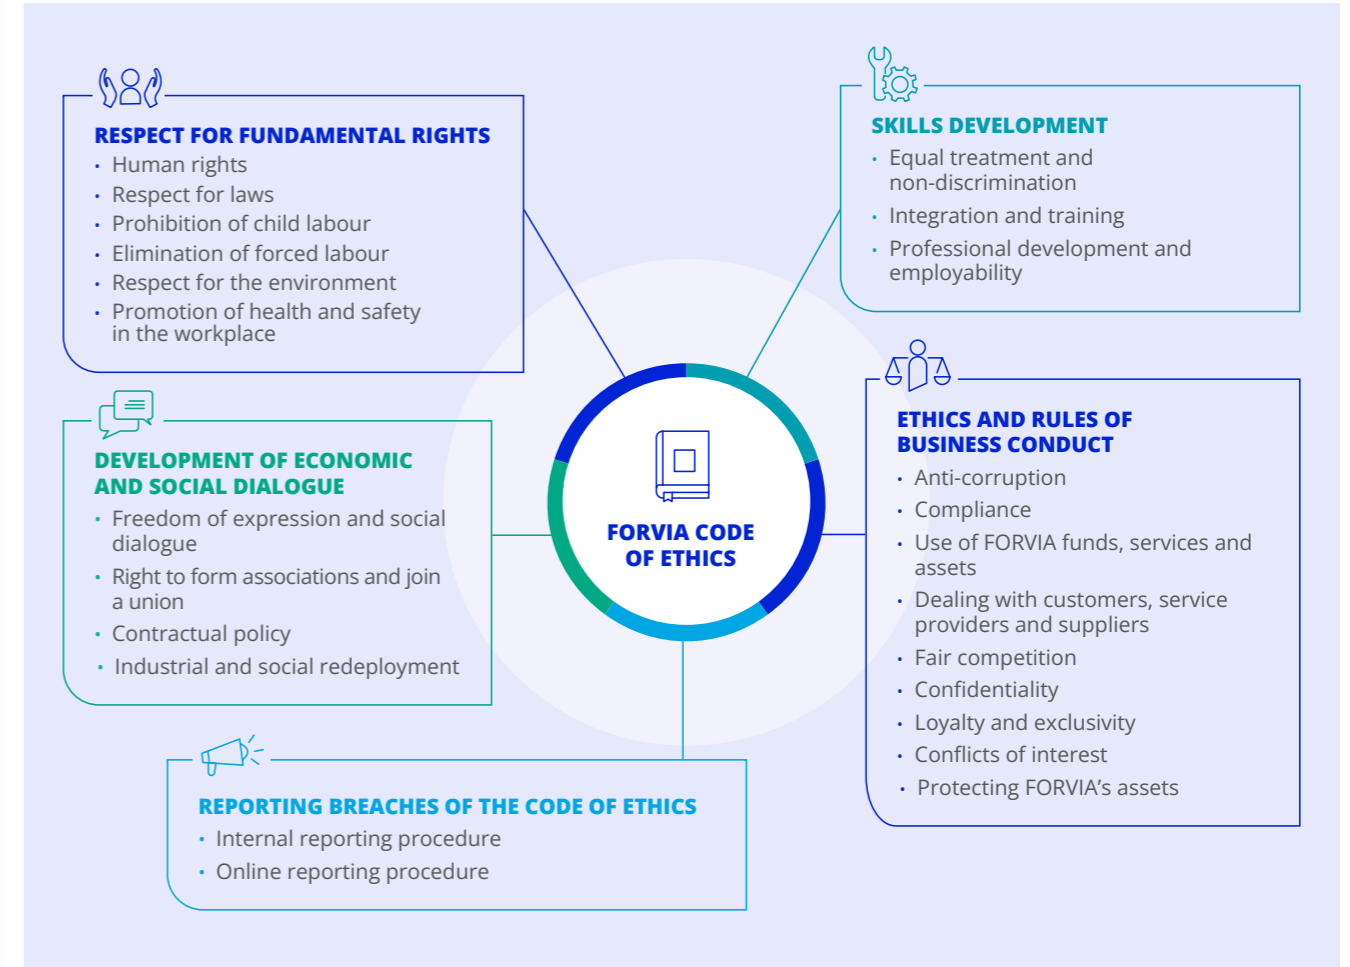 RESPECT FOR FUNDAMENTAL RIGHTS
• Human rights
• Respect for laws
• Prohibition of child labour
• Elimination of forced labour
• Respect for the environment
• Promotion of health and safety
in the workplace
SKILLS DEVELOPMENT
• Equal treatment and
non-discrimination
• Integration and training
• Professional development and
employability
DEVELOPMENT OF ECONOMIC
AND SOCIAL DIALOGUE
• Freedom of expression and social
dialogue
• Right to form associations and join
a union
• Contractual policy
• Industrial and social redeployment
FORVIA CODE
OF ETHICS
ETHICS AND RULES OF
BUSINESS CONDUCT
• Anti-corruption
• Compliance
• Use of FORVIA funds, services and
assets
• Dealing with customers, service
providers and suppliers
• Fair competition
• Confidentiality
• Loyalty and exclusivity
• Conflicts of interest
• Protecting FORVIA's assets
REPORTING BREACHES OF THE CODE OF ETHICS
• Internal reporting procedure
• Online reporting procedure